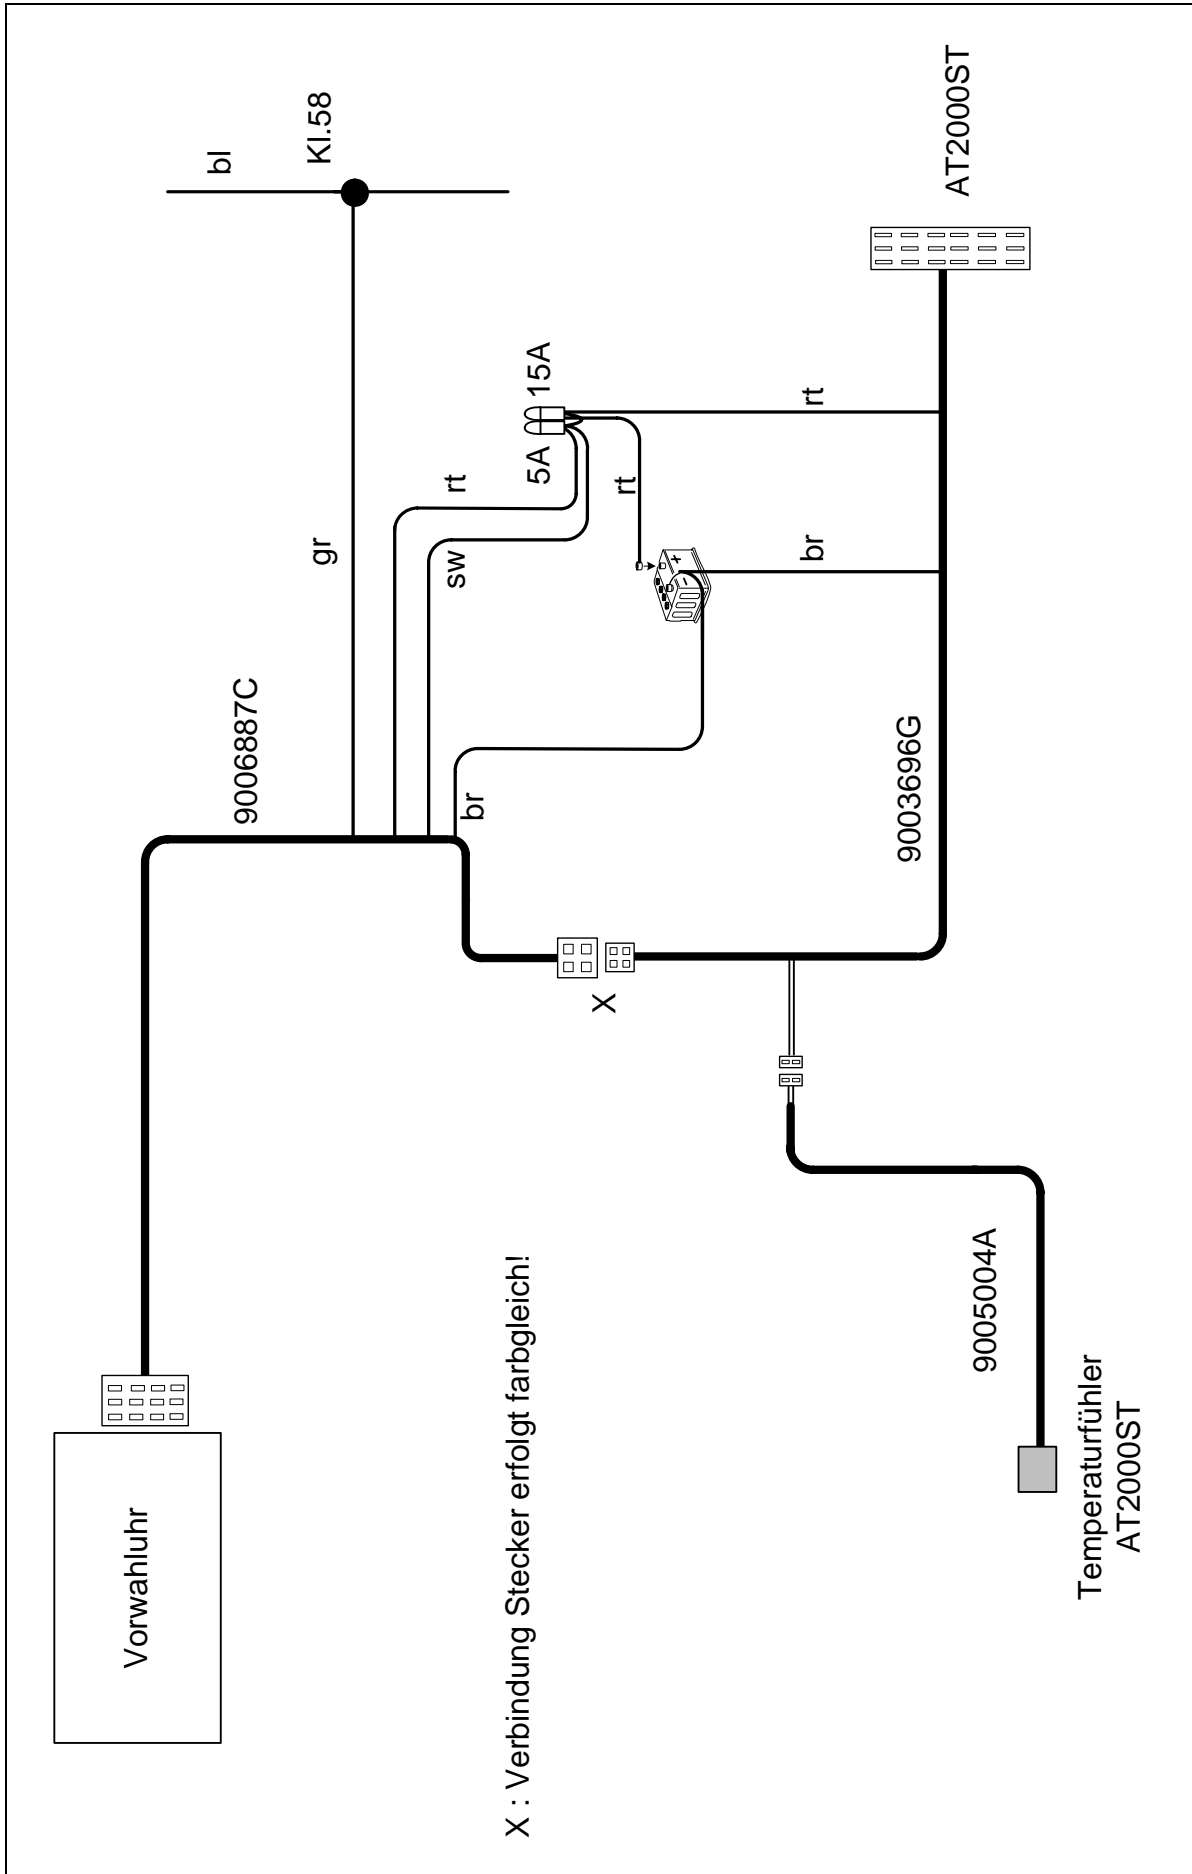 Vorwahluhr
bl
9006887C
gr
Kl.58
sw
rt
br
X : Verbindung Stecker erfolgt farbgleich!
5A
15A
X
rt
br
rt
9003696G
AT2000ST
9005004A
Temperaturfühler
AT2000ST
+
-